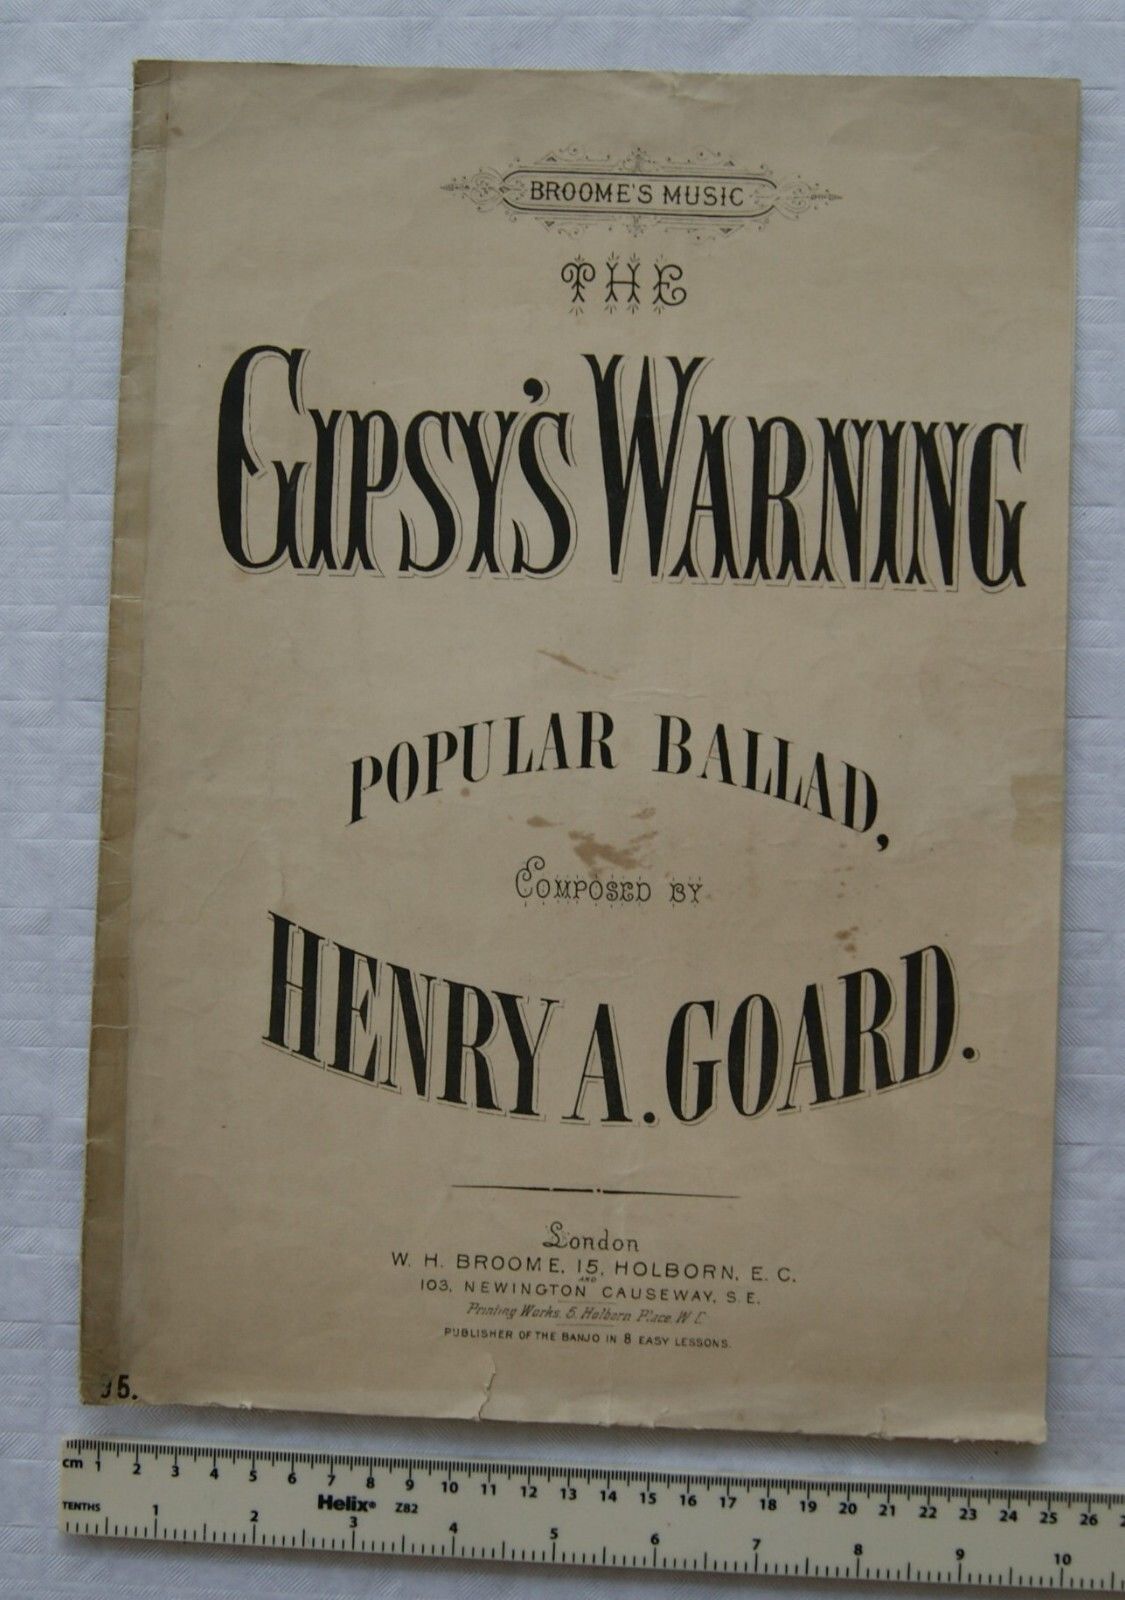 BROOME'S MUSIC
THE
GIPSY'S WARNING
POPULAR BALLAD,
COMPOSED BY
HENRY A. GOARD.
London
W. H. BROOME, 15, HOLBORN, E. C.
AND
103, NEWINGTON CAUSEWAY, S. E.
Printing Works, 5, Holborn Place, W C
PUBLISHER OF THE BANJO IN 8 EASY LESSONS.
95.
cm 1 2 3 4 5 6 7 8 9 10 11 12 13 14 15 16 17 18 19 20 21 22 23 24 25 26
Helix® Z82
TENTHS 1 2 3 4 5 6 7 8 9 10